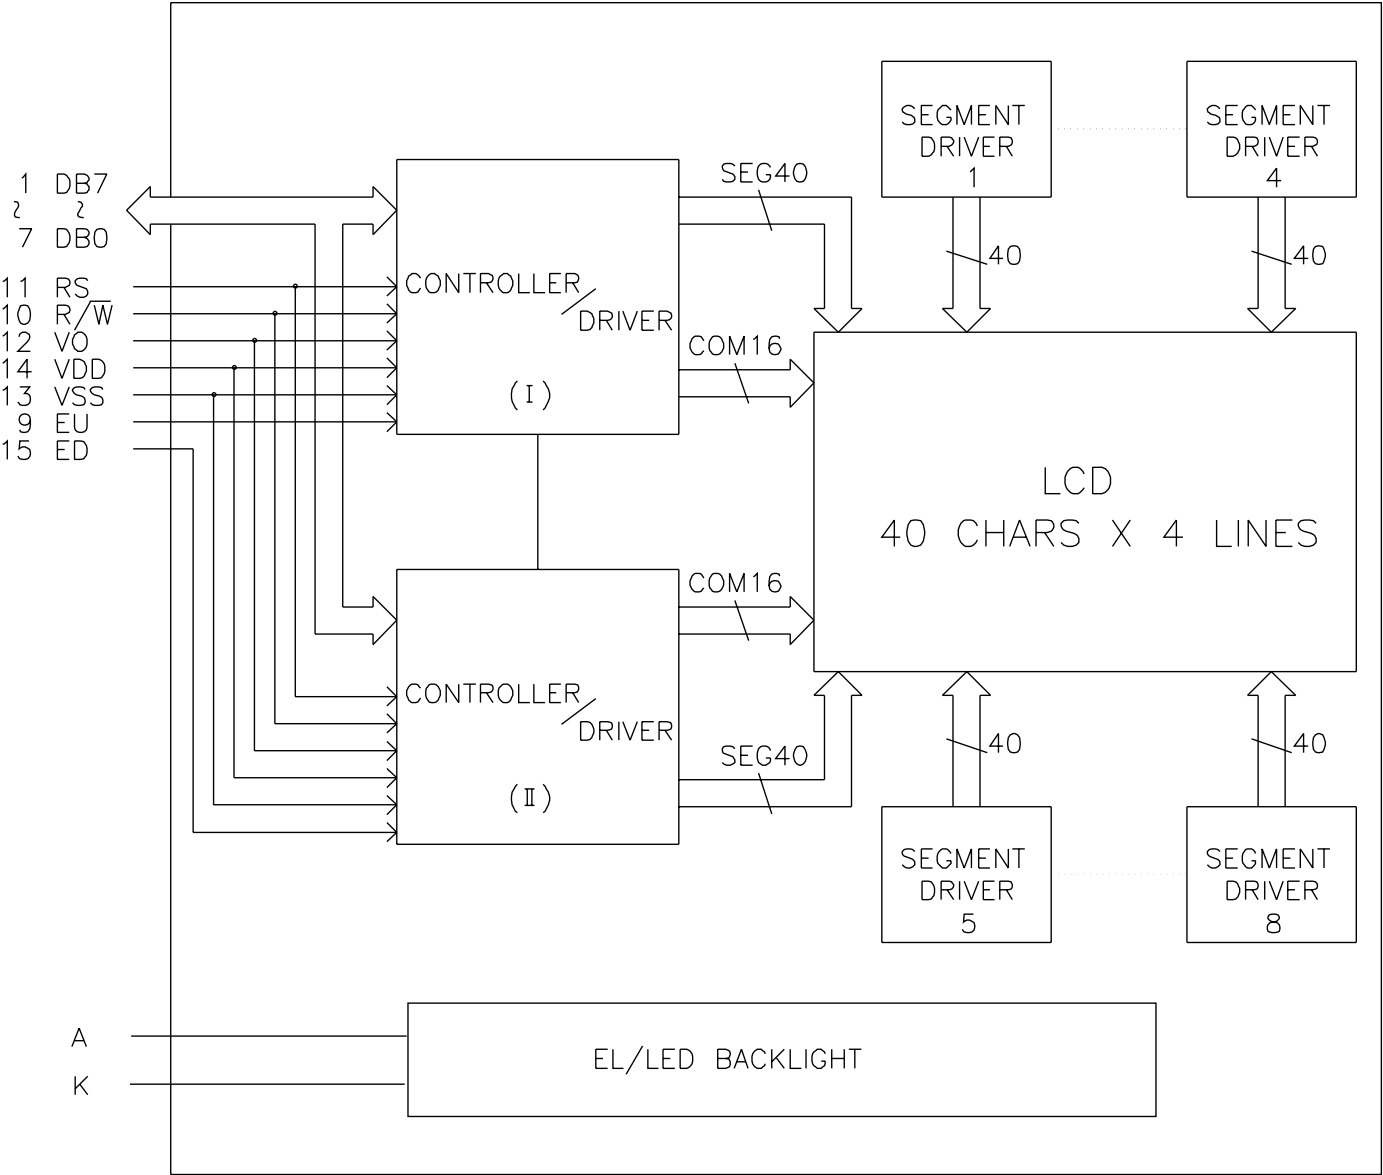 1 DB7
~ ~
7 DB0
11 RS
10 R/W̅
12 VO
14 VDD
13 VSS
9 EU
15 ED
CONTROLLER
/DRIVER
(I)
SEG40
COM16
SEGMENT
DRIVER
1
SEGMENT
DRIVER
4
40
40
LCD
40 CHARS X 4 LINES
CONTROLLER
/DRIVER
(II)
COM16
SEG40
40
40
SEGMENT
DRIVER
5
SEGMENT
DRIVER
8
A
K
EL/LED BACKLIGHT